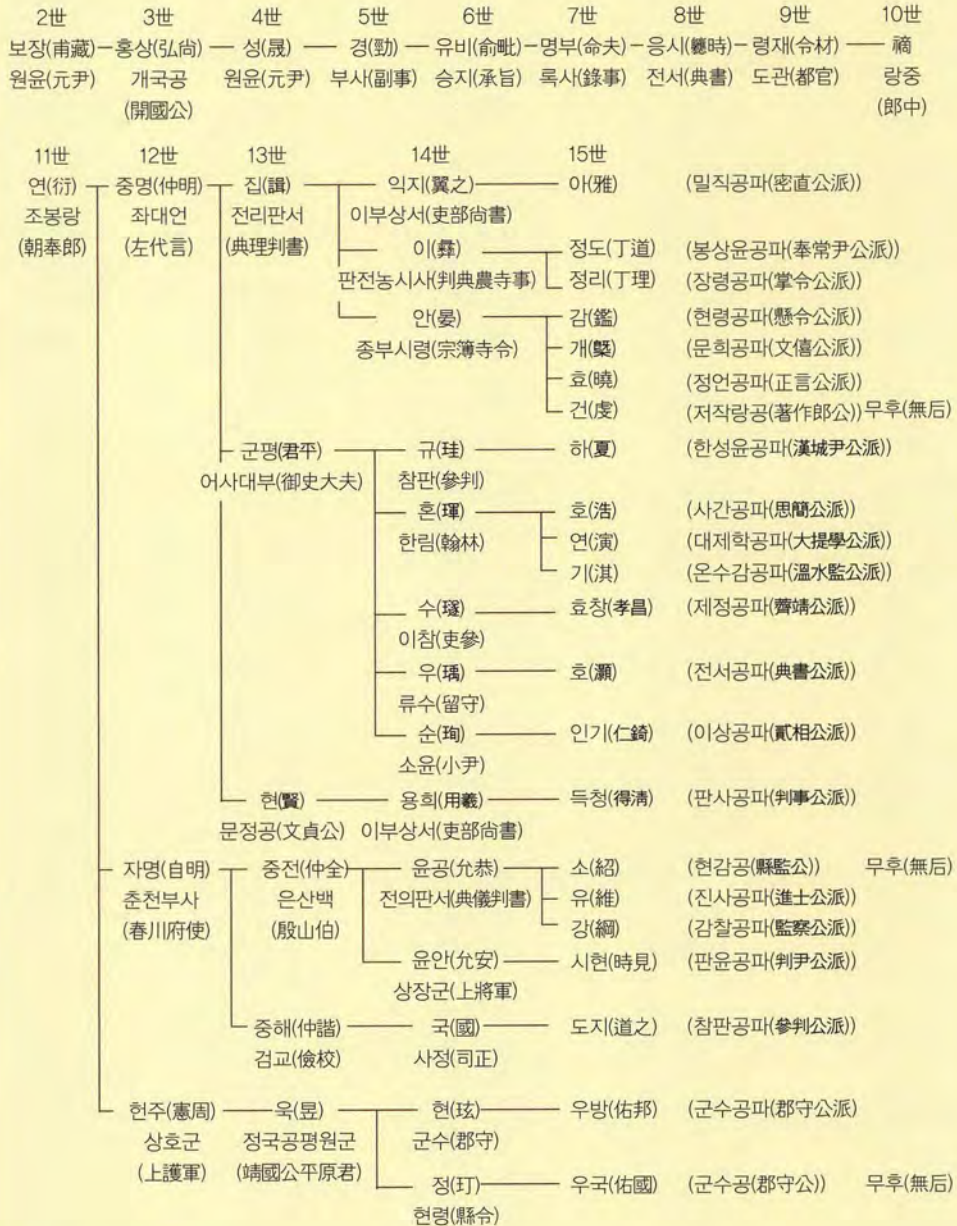 2世 3世 4世 5世 6世 7世 8世 9世 10世
보장(甫藏) 홍상(弘尙) 성(晟) 경(勁) 유비(俞毗) 명부(命夫) 응시(應時) 령재(令材) 禘
원윤(元尹) 개국공 원윤(元尹) 부사(副事) 승지(承旨) 록사(錄事) 전서(典書) 도관(都官) 랑중
(開國公) (郎中)
11世 12世 13世 14世 15世
연(衍) 중명(仲明) 집(諿) 익지(翼之) 아(雅) (밀직공파(密直公派))
조봉랑 좌대언 전리판서 이부상서(吏部尙書)
(朝奉郎) (左代言) (典理判書) 이(彛) 정도(丁道) (봉상윤공파(奉常尹公派))
판전농시사(判典農寺事) 정리(丁理) (장령공파(掌令公派))
안(晏) 감(鑑) (현령공파(懸令公派))
종부시령(宗簿寺令) 개(槩) (문희공파(文僖公派))
효(曉) (정언공파(正言公派))
건(虔) (저작랑공(著作郎公)) 무후(無后)
군평(君平) 규(珪) 하(夏) (한성윤공파(漢城尹公派))
어사대부(御史大夫) 참판(參判)
혼(琿) 호(浩) (사간공파(思簡公派))
한림(翰林) 연(演) (대제학공파(大提學公派))
기(淇) (온수감공파(溫水監公派))
수(璲) 효창(孝昌) (제정공파(齊靖公派))
이참(吏參)
우(瑀) 호(灝) (전서공파(典書公派))
류수(留守)
순(珣) 인기(仁錡) (이상공파(貳相公派))
소윤(小尹)
현(賢) 용희(用羲) 득청(得淸) (판사공파(判事公派))
문정공(文貞公) 이부상서(吏部尙書)
자명(自明) 중전(仲全) 윤공(允恭) 소(紹) (현감공(縣監公)) 무후(無后)
춘천부사 은산백 전의판서(典儀判書) 유(維) (진사공파(進士公派))
(春川府使) (殷山伯) 강(綱) (감찰공파(監察公派))
윤안(允安) 시현(時見) (판윤공파(判尹公派))
상장군(上將軍)
중해(仲諧) 국(國) 도지(道之) (참판공파(參判公派))
검교(儉校) 사정(司正)
헌주(憲周) 욱(昱) 현(玹) 우방(佑邦) (군수공파(郡守公派)
상호군 정국공평원군 군수(郡守)
(上護軍) (靖國公平原君) 정(玎) 우국(佑國) (군수공(郡守公)) 무후(無后)
현령(縣令)